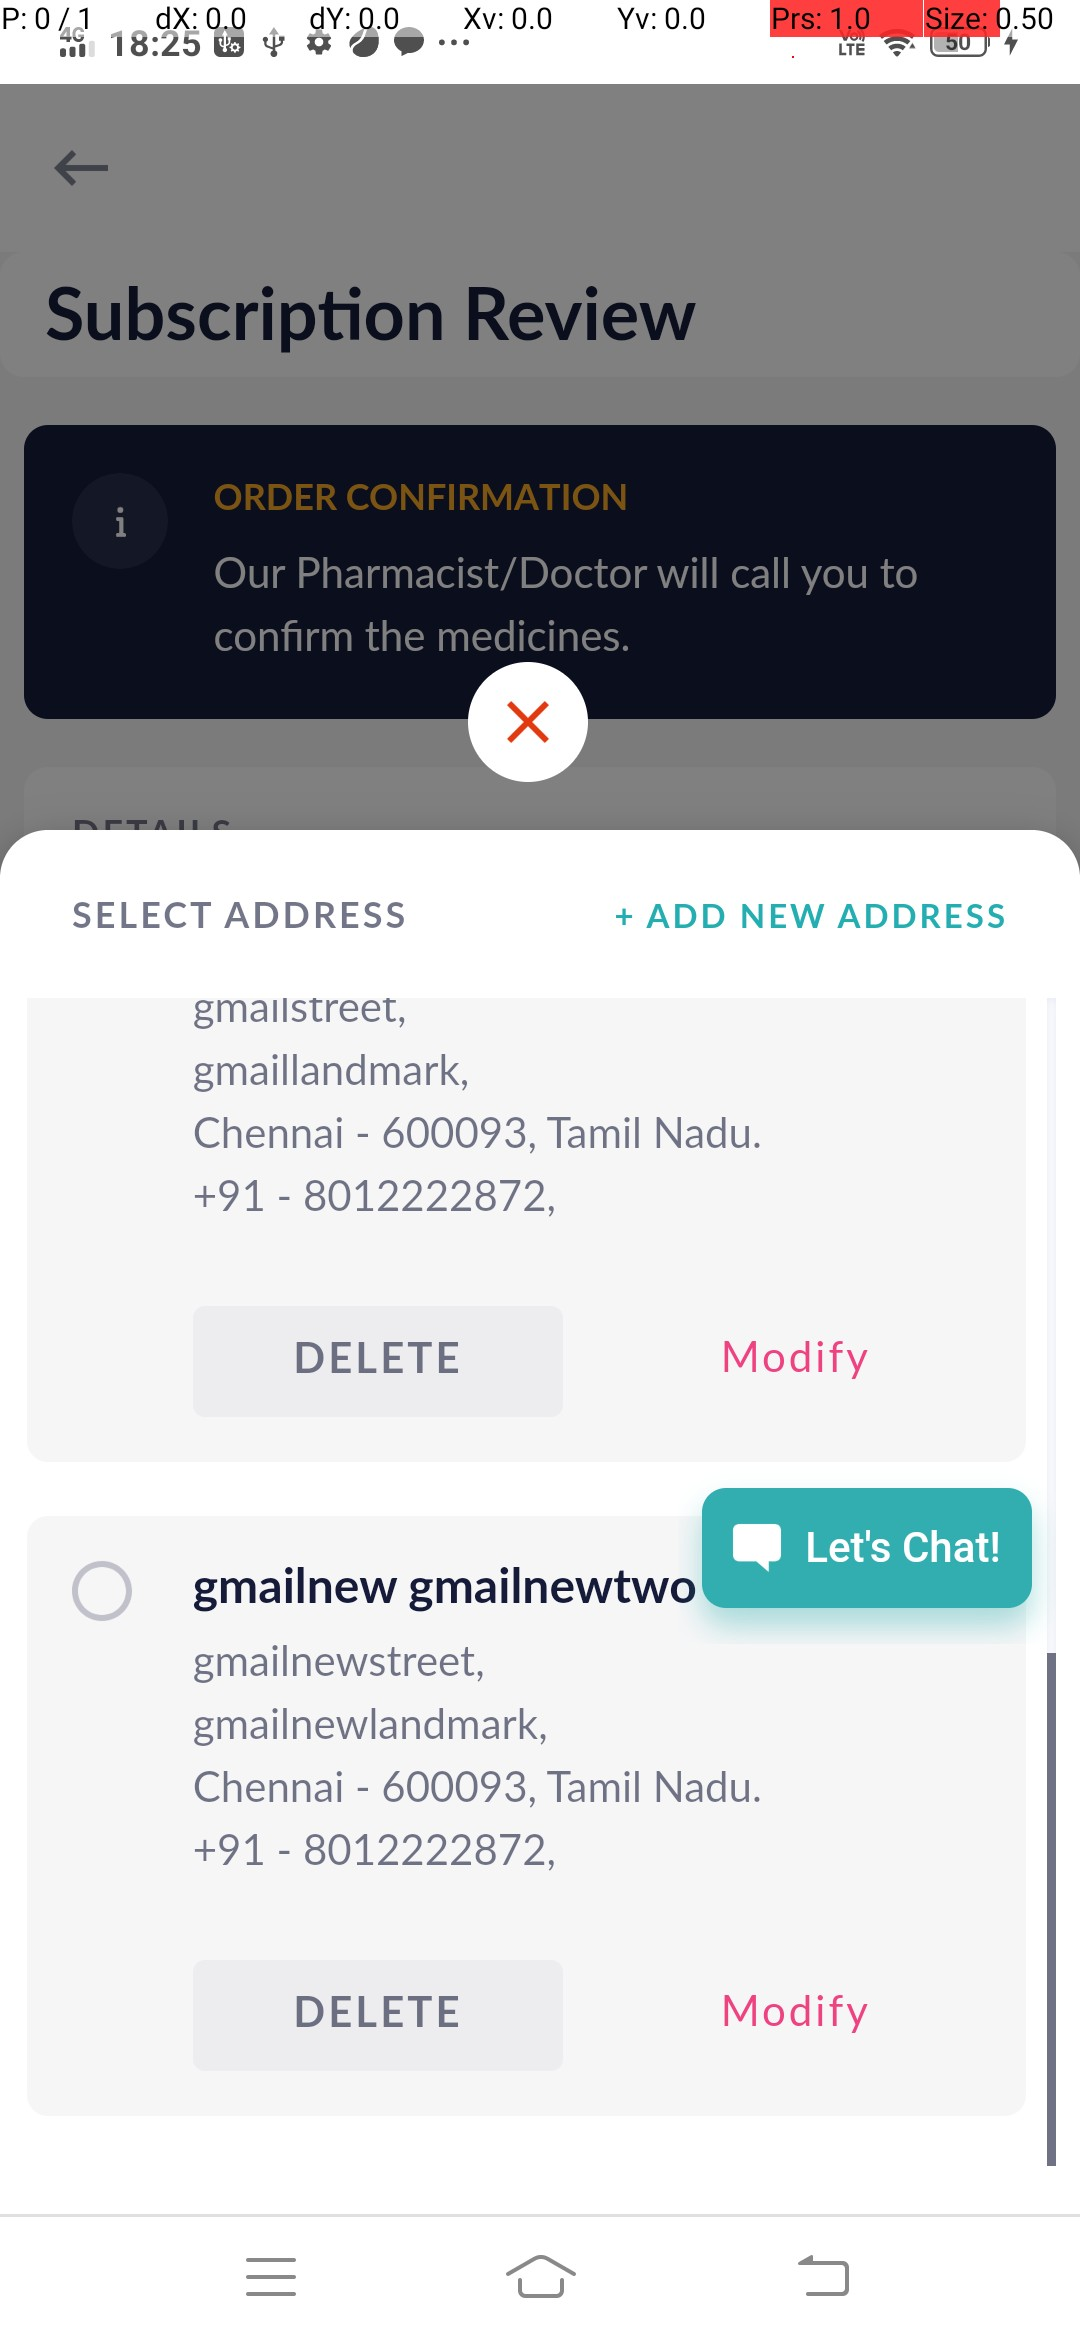 P: 0 / 1 dX: 0.0 dY: 0.0 Xv: 0.0 Yv: 0.0 Prs: 1.0 Size: 0.50
4G 18:25 VoLTE 50
Subscription Review
ORDER CONFIRMATION
Our Pharmacist/Doctor will call you to
confirm the medicines.
DETAILS
SELECT ADDRESS + ADD NEW ADDRESS
gmailstreet,
gmaillandmark,
Chennai - 600093, Tamil Nadu.
+91 - 8012222872,
DELETE Modify
Let's Chat!
gmailnew gmailnewtwo
gmailnewstreet,
gmailnewlandmark,
Chennai - 600093, Tamil Nadu.
+91 - 8012222872,
DELETE Modify